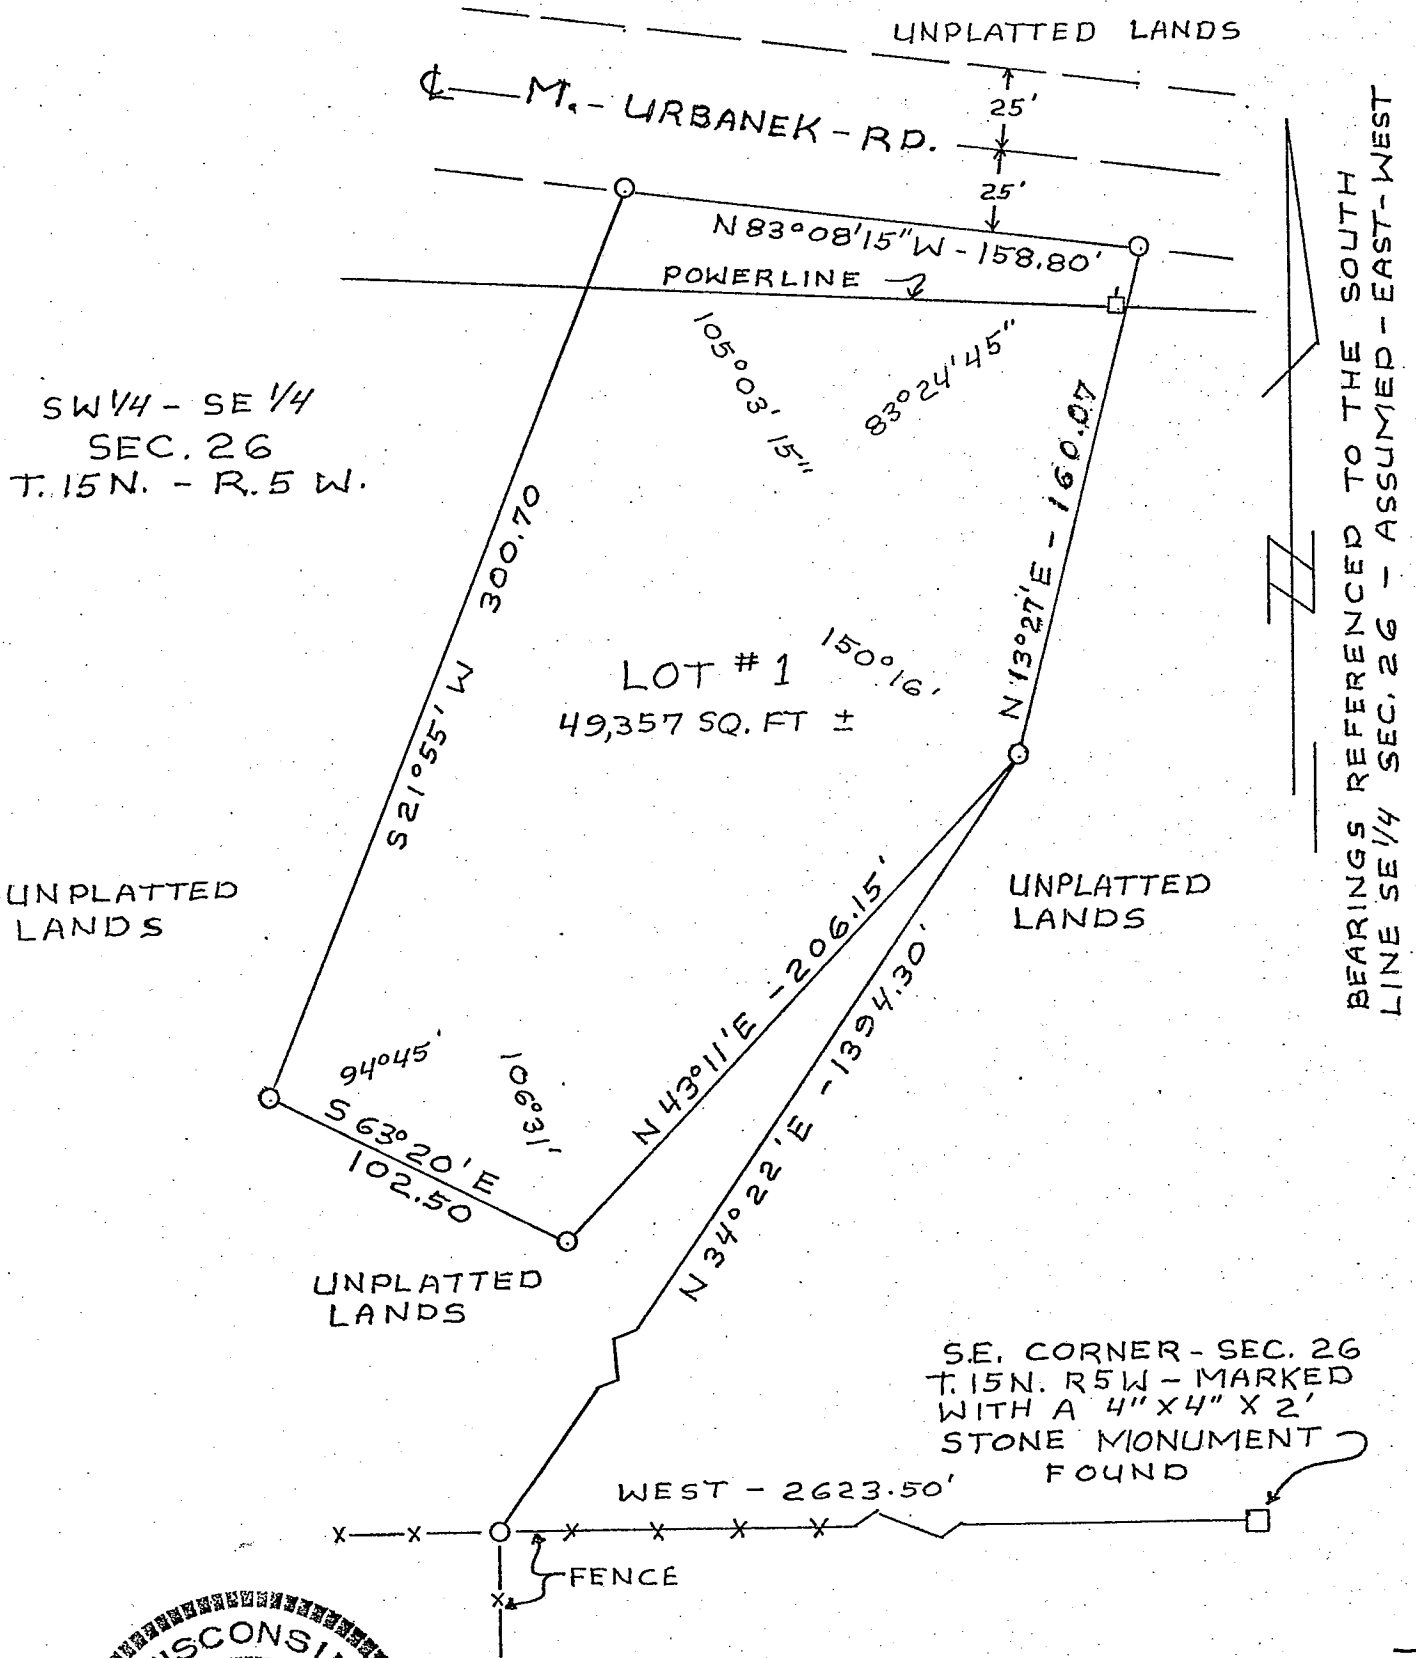 UNPLATTED LANDS
℄ M. - URBANEK - RD.
25'
25'
N 83°08'15" W - 158.80'
POWERLINE
105°03' 15"
83°24'45"
SW 1/4 - SE 1/4
SEC. 26
T. 15 N. - R. 5 W.
S 21°55' W 300.70
N 13°27' E - 160.07
LOT # 1
49,357 SQ. FT ±
150°16'
UNPLATTED
LANDS
UNPLATTED
LANDS
N 43°11' E - 206.15'
N 34°22' E - 1394.30'
94°45'
106°31'
S 63°20' E
102.50
UNPLATTED
LANDS
S.E. CORNER - SEC. 26
T. 15 N. R 5 W - MARKED
WITH A 4" X 4" X 2'
STONE MONUMENT
FOUND
WEST - 2623.50'
X X X X X X
FENCE
X
N
BEARINGS REFERENCED TO THE SOUTH
LINE SE 1/4 SEC. 26 - ASSUMED - EAST-WEST